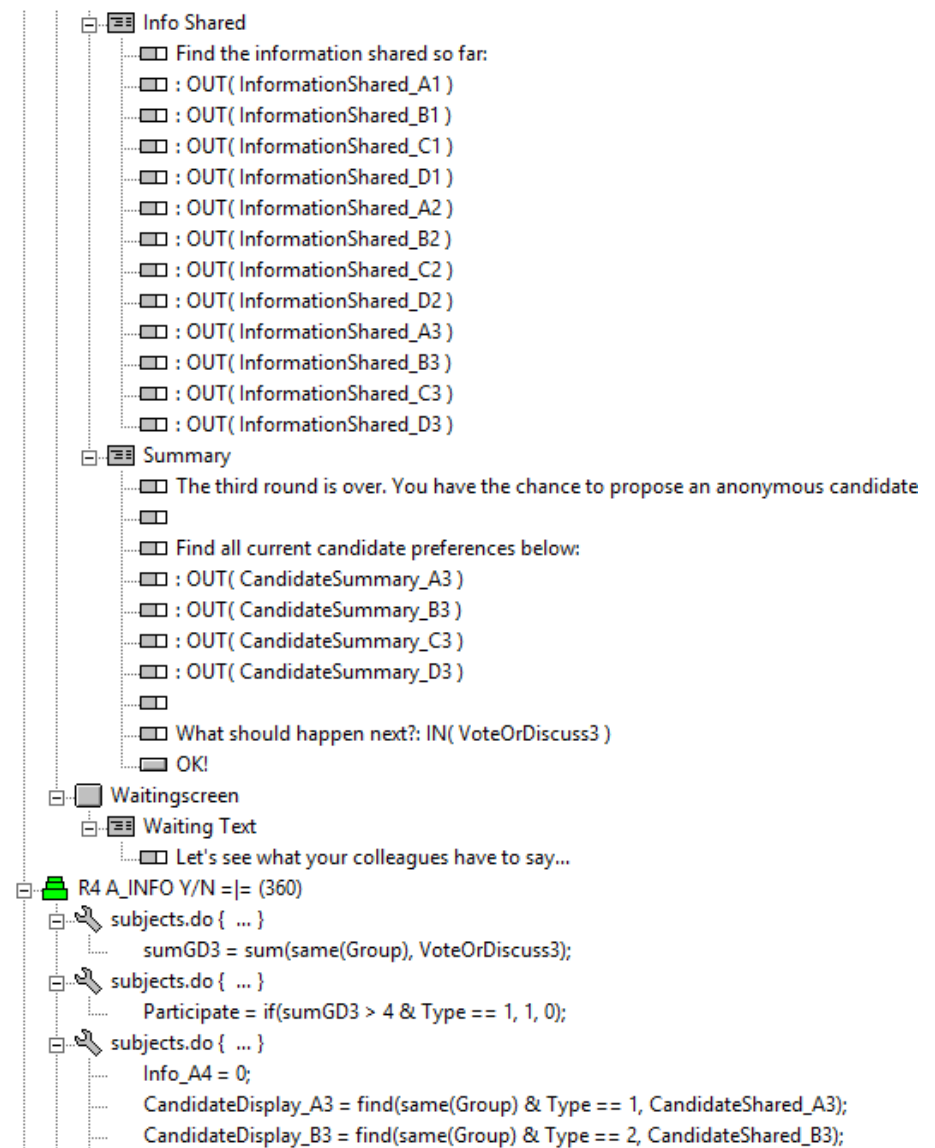 Info Shared
Find the information shared so far:
: OUT( InformationShared_A1 )
: OUT( InformationShared_B1 )
: OUT( InformationShared_C1 )
: OUT( InformationShared_D1 )
: OUT( InformationShared_A2 )
: OUT( InformationShared_B2 )
: OUT( InformationShared_C2 )
: OUT( InformationShared_D2 )
: OUT( InformationShared_A3 )
: OUT( InformationShared_B3 )
: OUT( InformationShared_C3 )
: OUT( InformationShared_D3 )
Summary
The third round is over. You have the chance to propose an anonymous candidate
Find all current candidate preferences below:
: OUT( CandidateSummary_A3 )
: OUT( CandidateSummary_B3 )
: OUT( CandidateSummary_C3 )
: OUT( CandidateSummary_D3 )
What should happen next?: IN( VoteOrDiscuss3 )
OK!
Waitingscreen
Waiting Text
Let's see what your colleagues have to say...
R4 A_INFO Y/N =|= (360)
subjects.do { ... }
sumGD3 = sum(same(Group), VoteOrDiscuss3);
subjects.do { ... }
Participate = if(sumGD3 > 4 & Type == 1, 1, 0);
subjects.do { ... }
Info_A4 = 0;
CandidateDisplay_A3 = find(same(Group) & Type == 1, CandidateShared_A3);
CandidateDisplay_B3 = find(same(Group) & Type == 2, CandidateShared_B3);